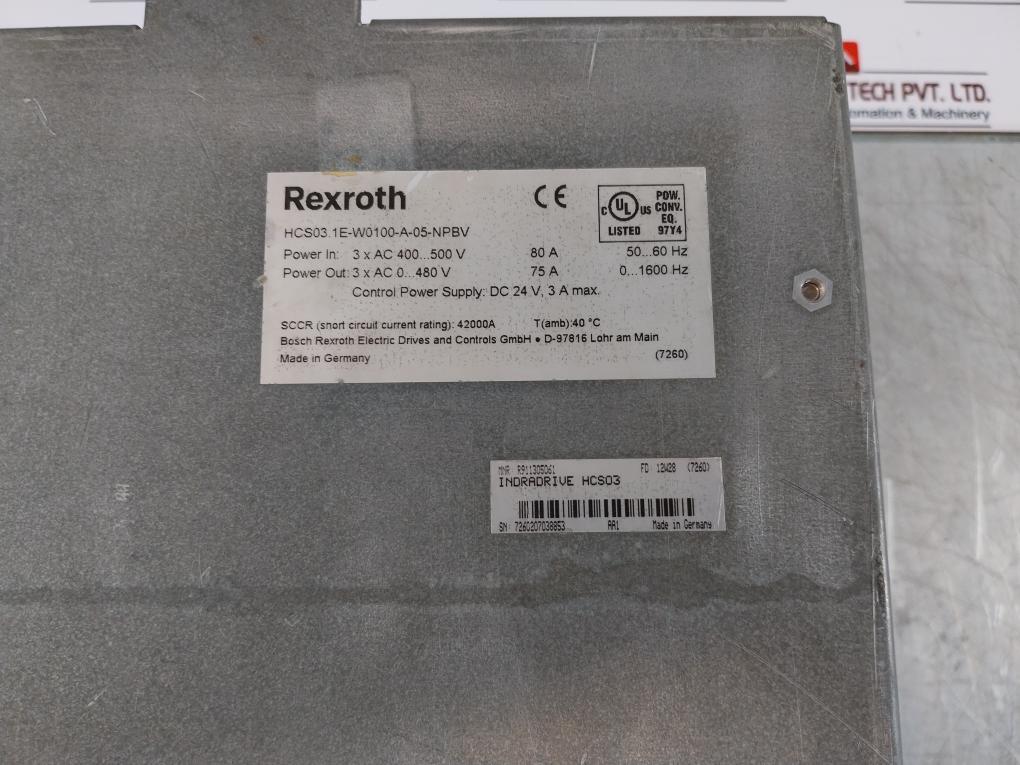 TECH PVT. LTD.
omation & Machinery
Rexroth CE
C UL US LISTED POW. CONV. EQ. 97Y4
HCS03.1E-W0100-A-05-NPBV
Power In: 3 x AC 400...500 V 80 A 50...60 Hz
Power Out: 3 x AC 0...480 V 75 A 0...1600 Hz
Control Power Supply: DC 24 V, 3 A max.
SCCR (short circuit current rating): 42000A T(amb):40 °C
Bosch Rexroth Electric Drives and Controls GmbH • D-97816 Lohr am Main
Made in Germany (7260)
MNR R911305061 FD 12W28 (7260)
INDRADRIVE HCS03
SN: 7260207038853 AA1 Made in Germany